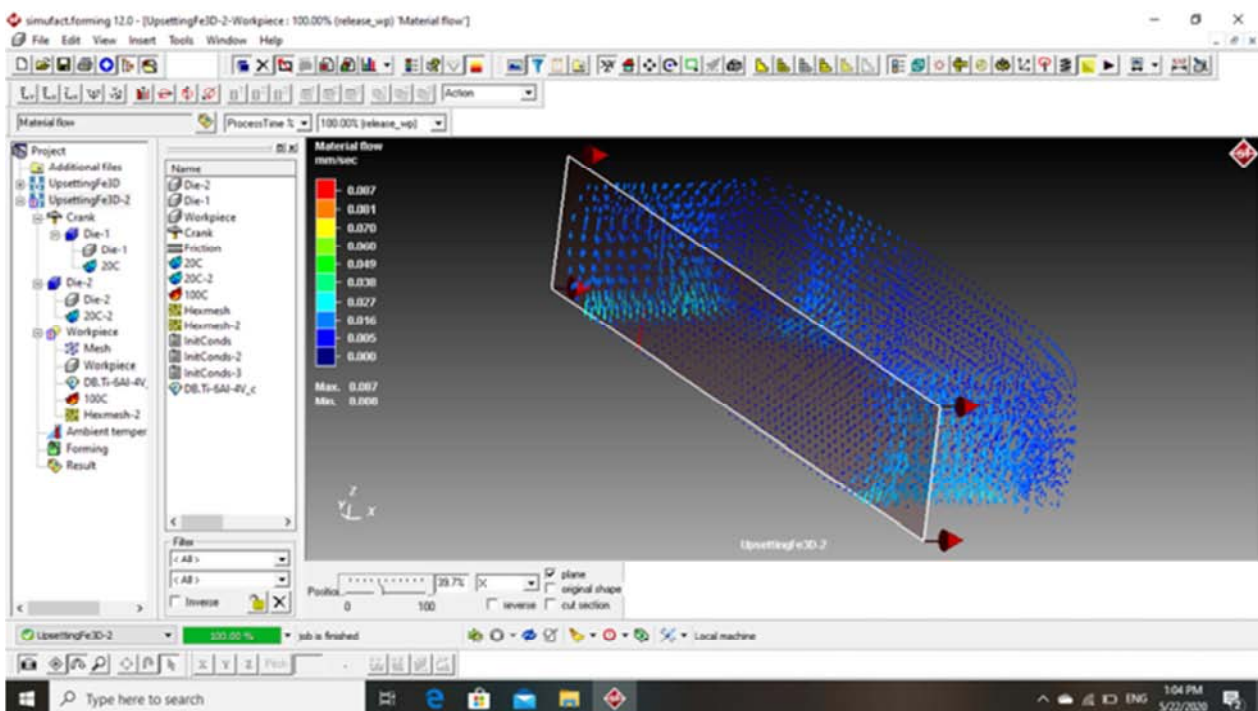 simufact.forming 12.0 - [UpsettingFe3D-2-Workpiece : 100.00% (release_wp) 'Material flow']
File Edit View Insert Tools Window Help
Action
Material flow
ProcessTime % 100.00% (release_wp)
Project
Additional files
UpsettingFe3D
UpsettingFe3D-2
Crank
Die-1
Die-1
20C
Die-2
Die-2
20C-2
Workpiece
Mesh
Workpiece
DB.Ti-6Al-4V_
100C
Hexmesh-2
Ambient temper
Forming
Result
Name
Die-2
Die-1
Workpiece
Crank
Friction
20C
20C-2
100C
Hexmesh
Hexmesh-2
InitConds
InitConds-2
InitConds-3
DB.Ti-6Al-4V_c
Filter
< All >
< All >
Inverse
Material flow
mm/sec
0.087
0.081
0.070
0.060
0.049
0.038
0.027
0.016
0.005
0.000
Max. 0.087
Min. 0.000
Z
Y X
UpsettingFe3D-2
Position 39.7% X plane
original shape
0 100 reverse cut section
UpsettingFe3D-2 100.00 % job is finished Local machine
X Y Z Pick
Type here to search
ENG
1:04 PM
5/22/2020